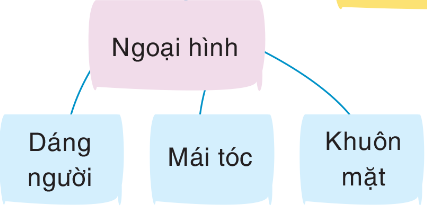 Ngoại hình
Dáng
người
Mái tóc
Khuôn
mặt